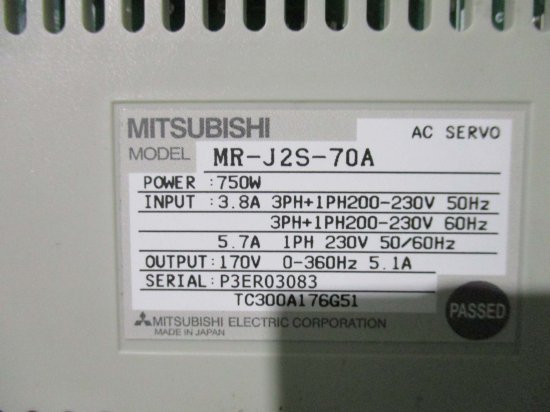 MITSUBISHI AC SERVO
MODEL MR-J2S-70A
POWER :750W
INPUT :3.8A 3PH+1PH200-230V 50Hz
3PH+1PH200-230V 60Hz
5.7A 1PH 230V 50/60Hz
OUTPUT:170V 0-360Hz 5.1A
SERIAL:P3ER03083
TC300A176G51
MITSUBISHI ELECTRIC CORPORATION
MADE IN JAPAN
PASSED